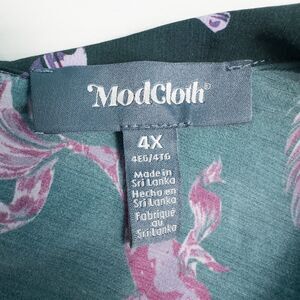 ModCloth®
4X
4EG/4TG
Made in
Sri Lanka
Hecho en
Sri Lanka
Fabriqué
au
Sri Lanka